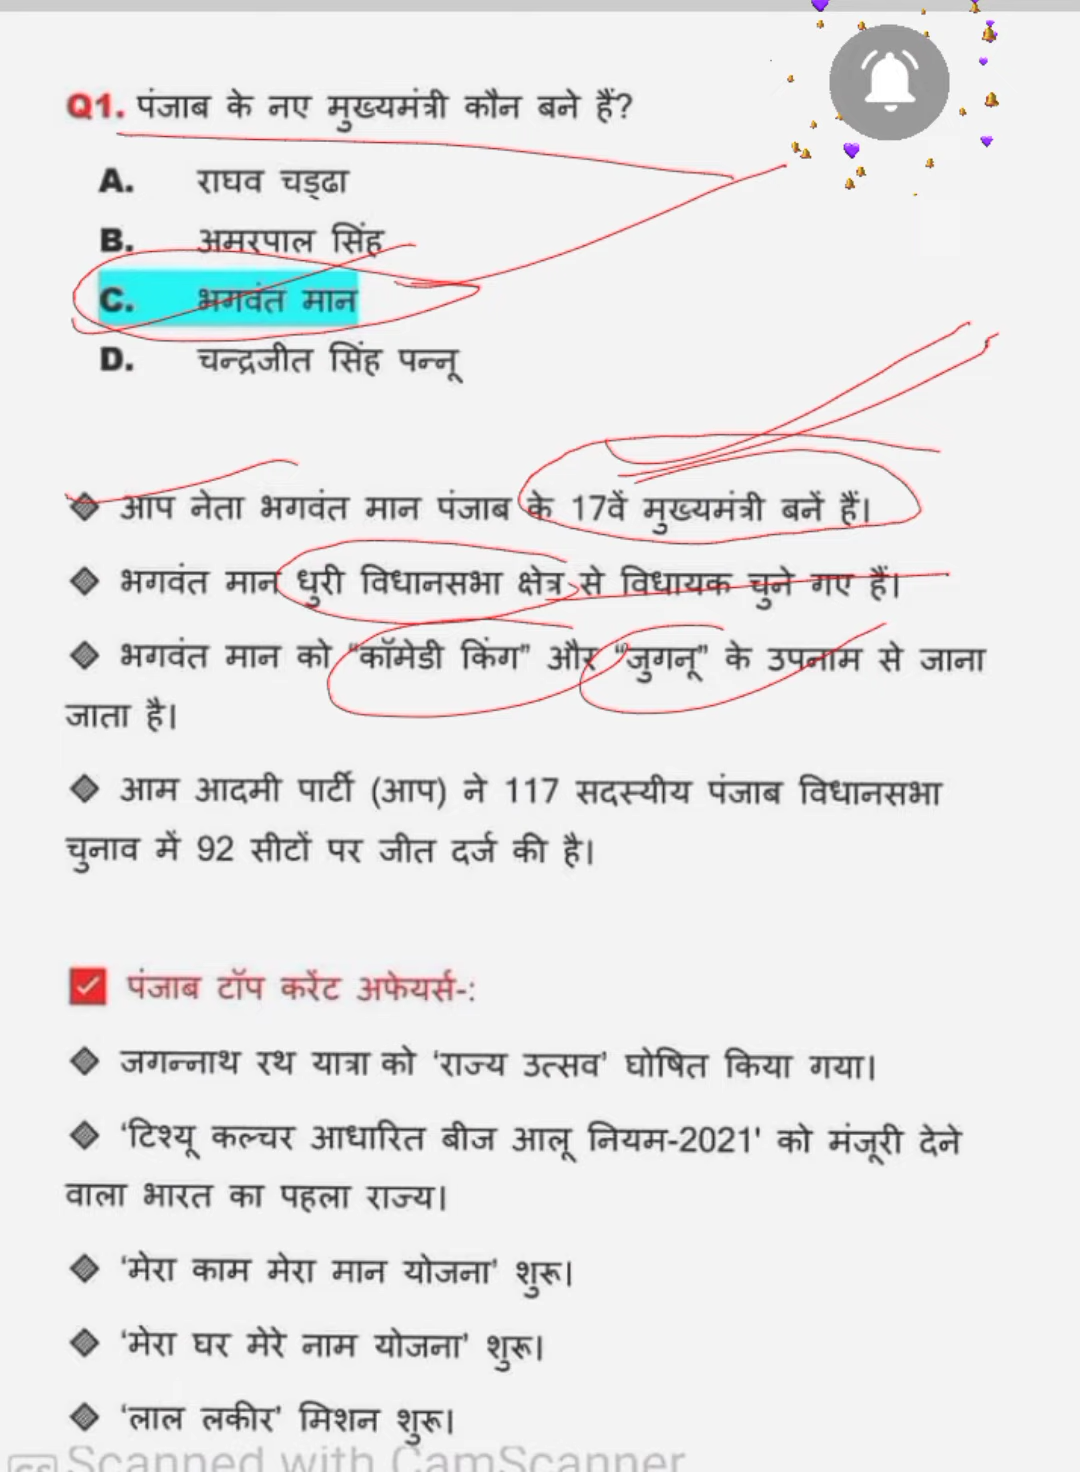 Q1. पंजाब के नए मुख्यमंत्री कौन बने हैं?
A. राघव चड्ढा
B. अमरपाल सिंह
C. भगवंत मान
D. चन्द्रजीत सिंह पन्नू
◈ आप नेता भगवंत मान पंजाब के 17वें मुख्यमंत्री बनें हैं।
◈ भगवंत मान धुरी विधानसभा क्षेत्र से विधायक चुने गए हैं।
◈ भगवंत मान को "कॉमेडी किंग" और "जुगनू" के उपनाम से जाना
जाता है।
◈ आम आदमी पार्टी (आप) ने 117 सदस्यीय पंजाब विधानसभा
चुनाव में 92 सीटों पर जीत दर्ज की है।
पंजाब टॉप करेंट अफेयर्स-:
◈ जगन्नाथ रथ यात्रा को 'राज्य उत्सव' घोषित किया गया।
◈ 'टिश्यू कल्चर आधारित बीज आलू नियम-2021' को मंजूरी देने
वाला भारत का पहला राज्य।
◈ 'मेरा काम मेरा मान योजना' शुरू।
◈ 'मेरा घर मेरे नाम योजना' शुरू।
◈ 'लाल लकीर' मिशन शुरू।
CS Scanned with CamScanner